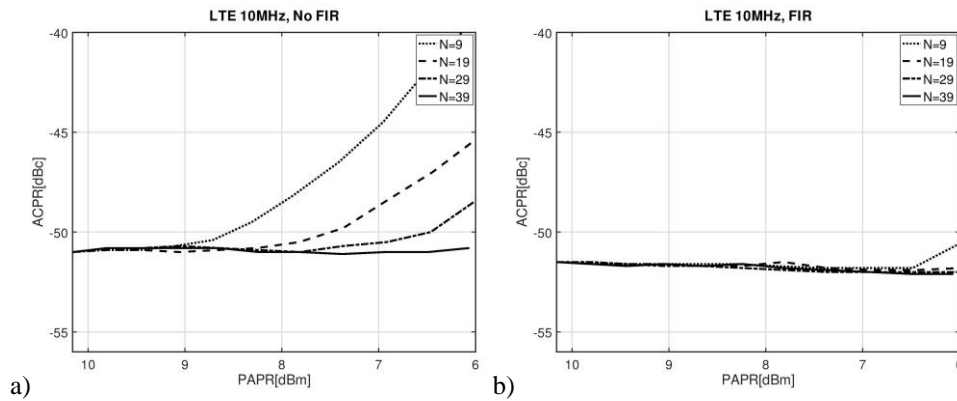 LTE 10MHz, No FIR
-40
-45
-50
-55
ACPR[dBc]
10 9 8 7 6
PAPR[dBm]
N=9
N=19
N=29
N=39
a)
LTE 10MHz, FIR
-40
-45
-50
-55
ACPR[dBc]
10 9 8 7 6
PAPR[dBm]
N=9
N=19
N=29
N=39
b)